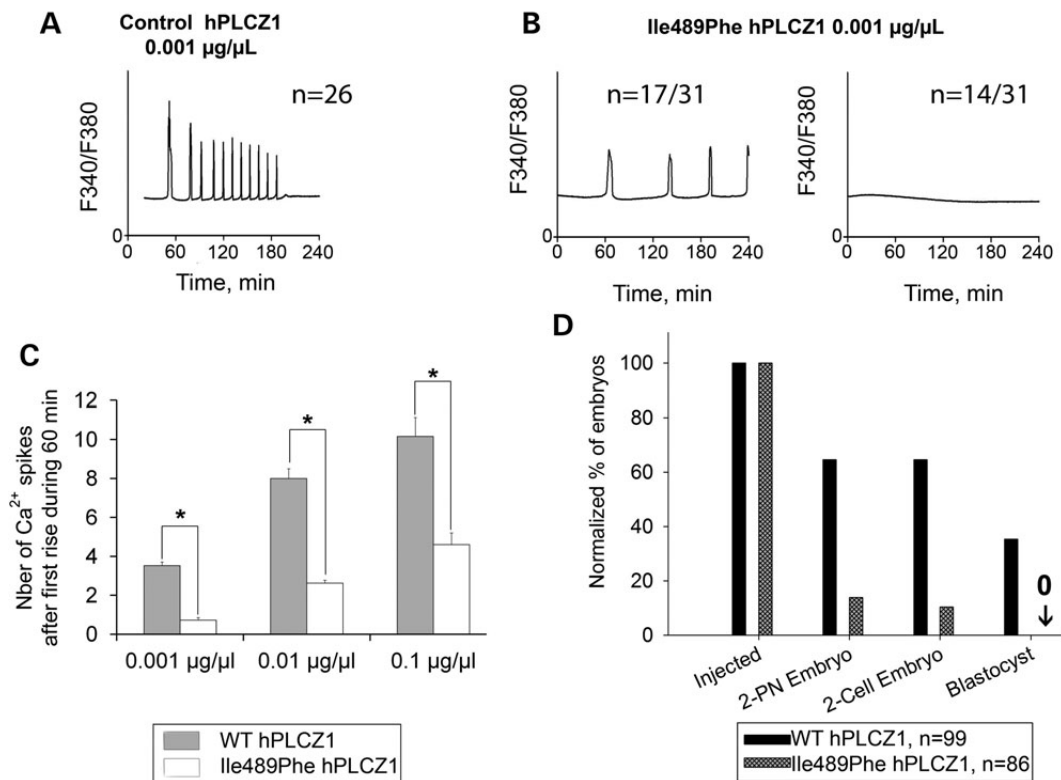 A
Control hPLCZ1
0.001 µg/µL
n=26
F340/F380
0
0 60 120 180 240
Time, min
B
Ile489Phe hPLCZ1 0.001 µg/µL
n=17/31
F340/F380
0
0 60 120 180 240
Time, min
n=14/31
F340/F380
0
0 60 120 180 240
Time, min
C
Nber of Ca²⁺ spikes
after first rise during 60 min
12
10
8
6
4
2
0
*
*
*
0.001 µg/µl 0.01 µg/µl 0.1 µg/µl
WT hPLCZ1
Ile489Phe hPLCZ1
D
Normalized % of embryos
100
80
60
40
20
0
0
Injected
2-PN Embryo
2-Cell Embryo
Blastocyst
WT hPLCZ1, n=99
Ile489Phe hPLCZ1, n=86